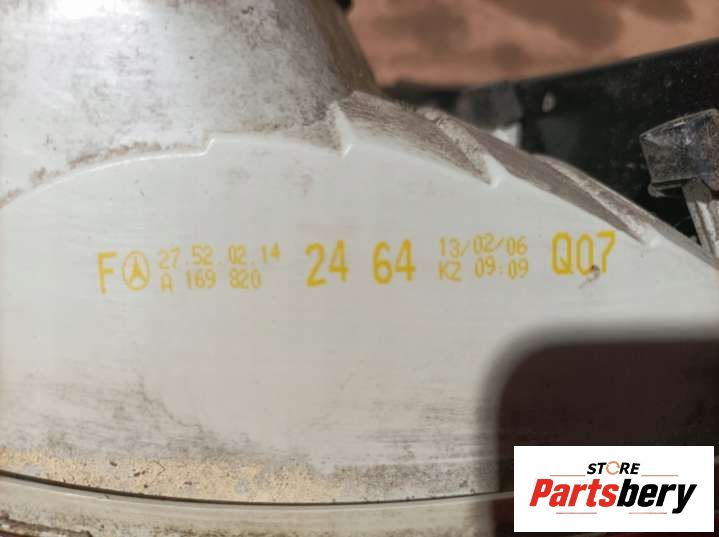 F 27.52.02.14 24 64 13/02/06 Q07
A 169 820 KZ 09:09
STORE
Partsbery